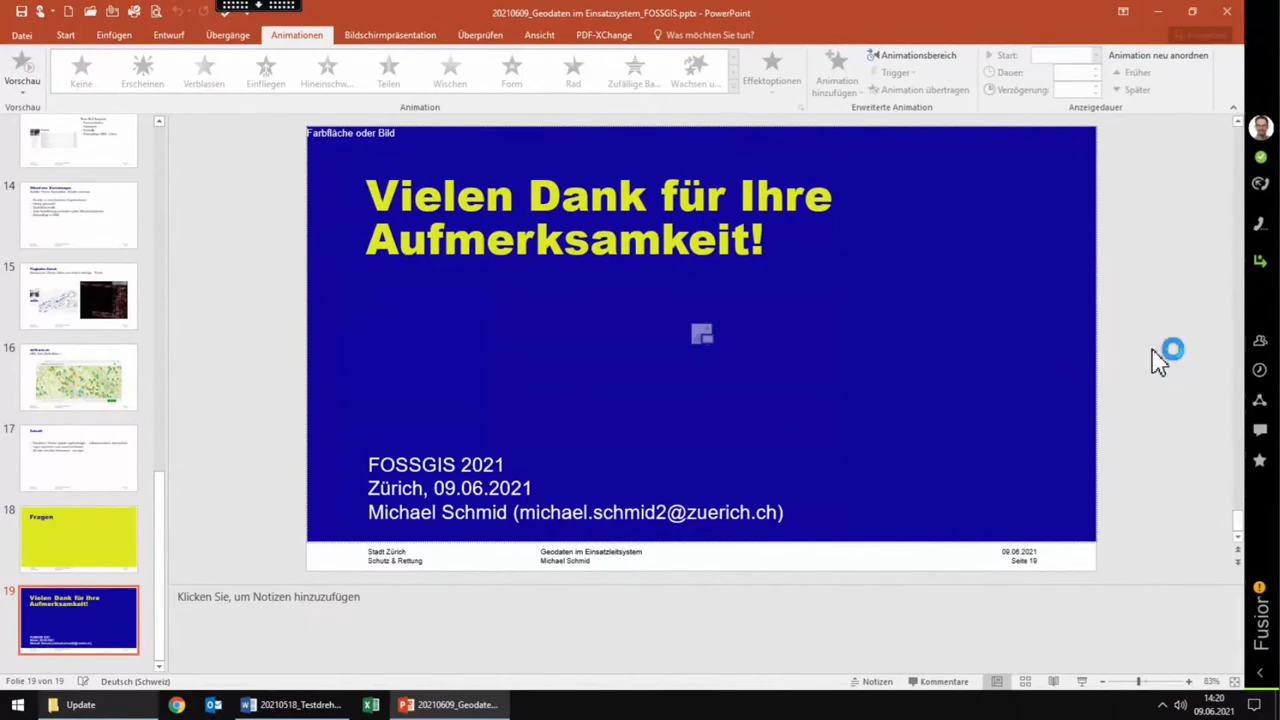 20210609_Geodaten im Einsatzsystem_FOSSGIS.pptx - PowerPoint
Datei
Start
Einfügen
Entwurf
Übergänge
Animationen
Bildschirmpräsentation
Überprüfen
Ansicht
PDF-XChange
Was möchten Sie tun?
Vorschau
Keine
Erscheinen
Verblassen
Einfliegen
Hineinschw...
Teilen
Wischen
Form
Rad
Zufällige Ba...
Wachsen u...
Effektoptionen
Animation hinzufügen
Animationsbereich
Trigger
Animation übertragen
Start:
Dauer:
Verzögerung:
Animation neu anordnen
Früher
Später
Vorschau
Animation
Erweiterte Animation
Anzeigedauer
14
15
16
17
18
Fragen
19
Vielen Dank für Ihre
Aufmerksamkeit!
Farbfläche oder Bild
Vielen Dank für Ihre
Aufmerksamkeit!
FOSSGIS 2021
Zürich, 09.06.2021
Michael Schmid (michael.schmid2@zuerich.ch)
Stadt Zürich
Schutz & Rettung
Geodaten im Einsatzleitsystem
Michael Schmid
09.06.2021
Seite 19
Klicken Sie, um Notizen hinzuzufügen
Fusion
Folie 19 von 19
Deutsch (Schweiz)
Notizen
Kommentare
83%
Update
20210518_Testdreh...
20210609_Geodate...
14:20
09.06.2021